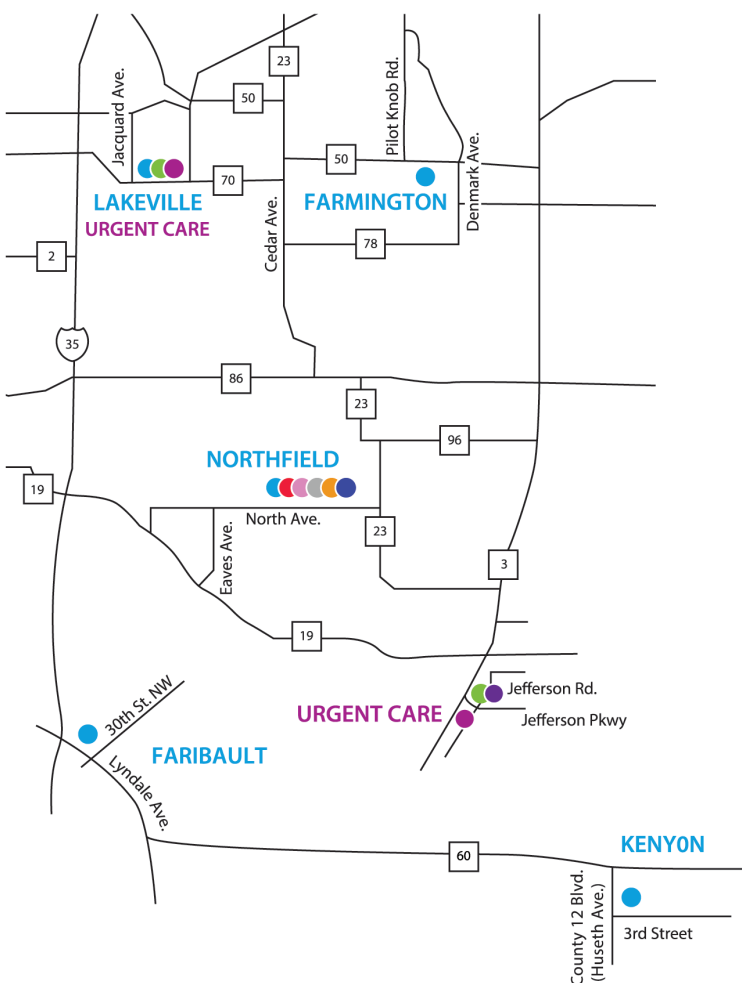 23
50
Jacquard Ave.
Pilot Knob Rd.
50
Denmark Ave.
70
LAKEVILLE
URGENT CARE
FARMINGTON
Cedar Ave.
78
2
35
86
23
96
NORTHFIELD
19
North Ave.
Eaves Ave.
23
3
19
30th St. NW
Jefferson Rd.
URGENT CARE
Jefferson Pkwy
FARIBAULT
Lyndale Ave.
60
KENYON
County 12 Blvd.
(Huseth Ave.)
3rd Street